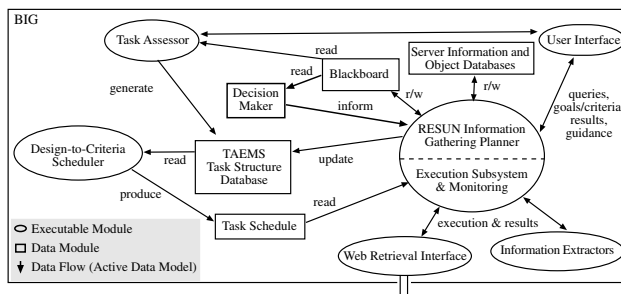 BIG
Task Assessor
User Interface
read
Server Information and
Object Databases
Blackboard
read
Decision
Maker
r/w
r/w
generate
inform
queries,
goals/criteria
results,
guidance
RESUN Information
Gathering Planner
Design-to-Criteria
Scheduler
read
TAEMS
Task Structure
Database
update
Execution Subsystem
& Monitoring
produce
read
Task Schedule
execution & results
Executable Module
Data Module
Data Flow (Active Data Model)
Web Retrieval Interface
Information Extractors